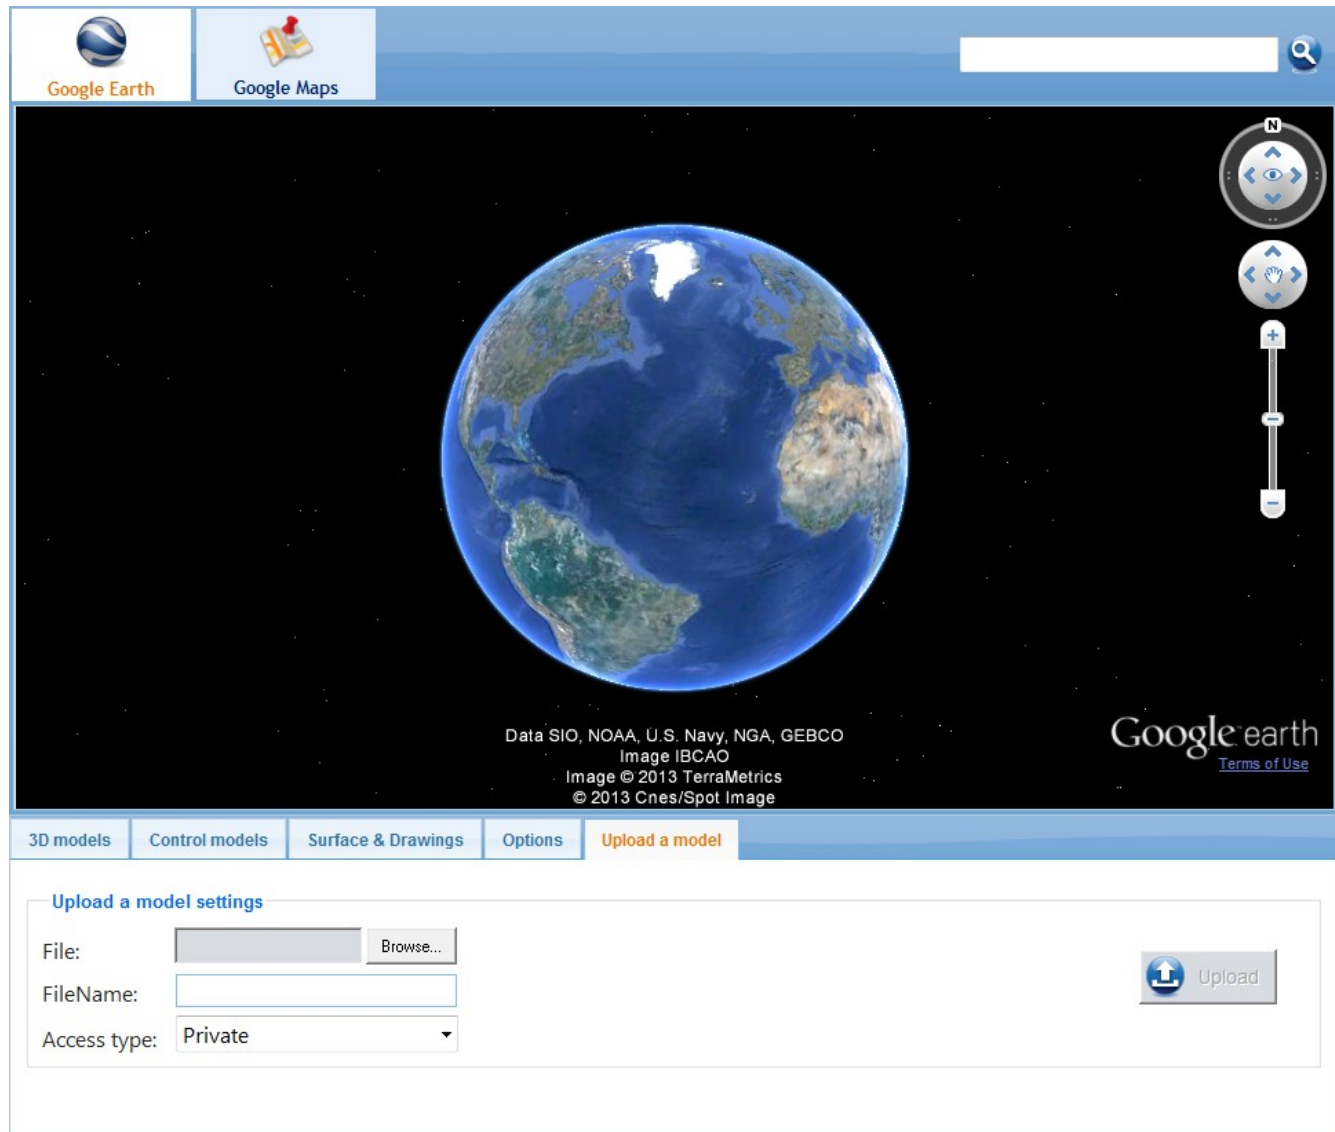 Google Earth
Google Maps
N
Data SIO, NOAA, U.S. Navy, NGA, GEBCO
Image IBCAO
Image © 2013 TerraMetrics
© 2013 Cnes/Spot Image
Google earth
Terms of Use
3D models
Control models
Surface & Drawings
Options
Upload a model
Upload a model settings
File:
Browse...
FileName:
Upload
Access type:
Private